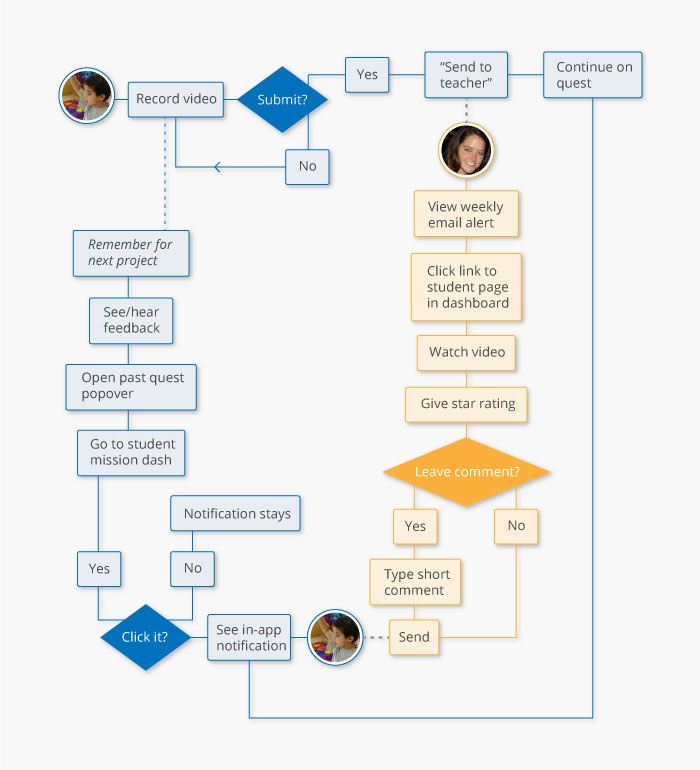 Record video
Submit?
Yes
“Send to
teacher”
Continue on
quest
No
View weekly
email alert
Click link to
student page
in dashboard
Watch video
Give star rating
Leave comment?
Yes
No
Type short
comment
Send
See in-app
notification
Click it?
No
Notification stays
Yes
Go to student
mission dash
Open past quest
popover
See/hear
feedback
Remember for
next project